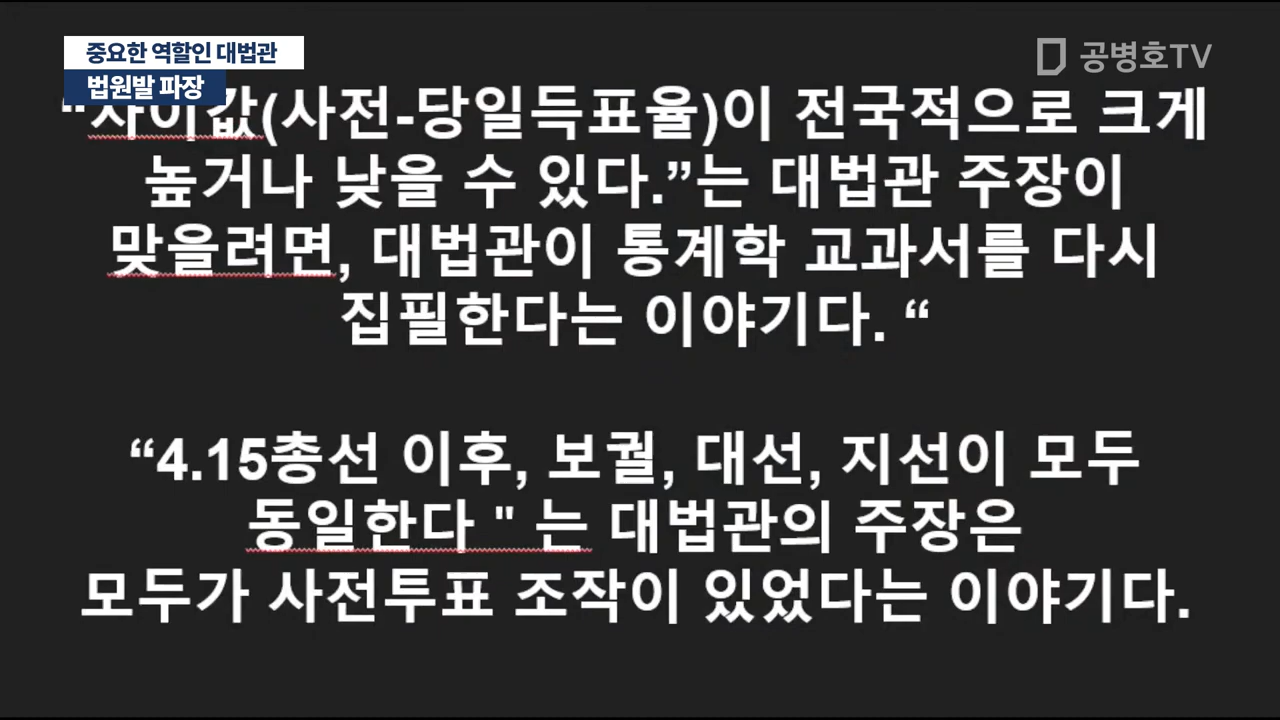 중요한 역할인 대법관
법원발 파장
공병호TV
“차이값(사전-당일득표율)이 전국적으로 크게
높거나 낮을 수 있다.”는 대법관 주장이
맞을려면, 대법관이 통계학 교과서를 다시
집필한다는 이야기다. “
“4.15총선 이후, 보궐, 대선, 지선이 모두
동일한다 " 는 대법관의 주장은
모두가 사전투표 조작이 있었다는 이야기다.